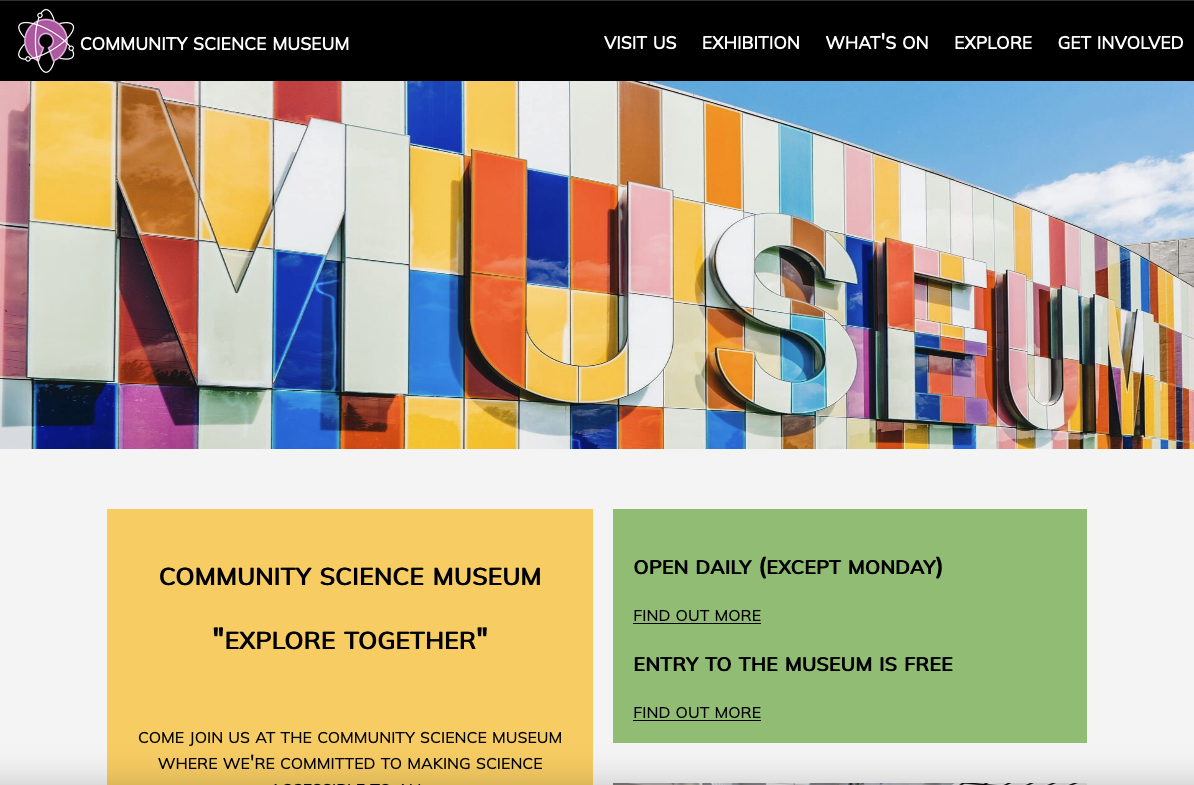 COMMUNITY SCIENCE MUSEUM
VISIT US
EXHIBITION
WHAT'S ON
EXPLORE
GET INVOLVED
MUSEUM
COMMUNITY SCIENCE MUSEUM
"EXPLORE TOGETHER"
COME JOIN US AT THE COMMUNITY SCIENCE MUSEUM
WHERE WE'RE COMMITTED TO MAKING SCIENCE
OPEN DAILY (EXCEPT MONDAY)
FIND OUT MORE
ENTRY TO THE MUSEUM IS FREE
FIND OUT MORE